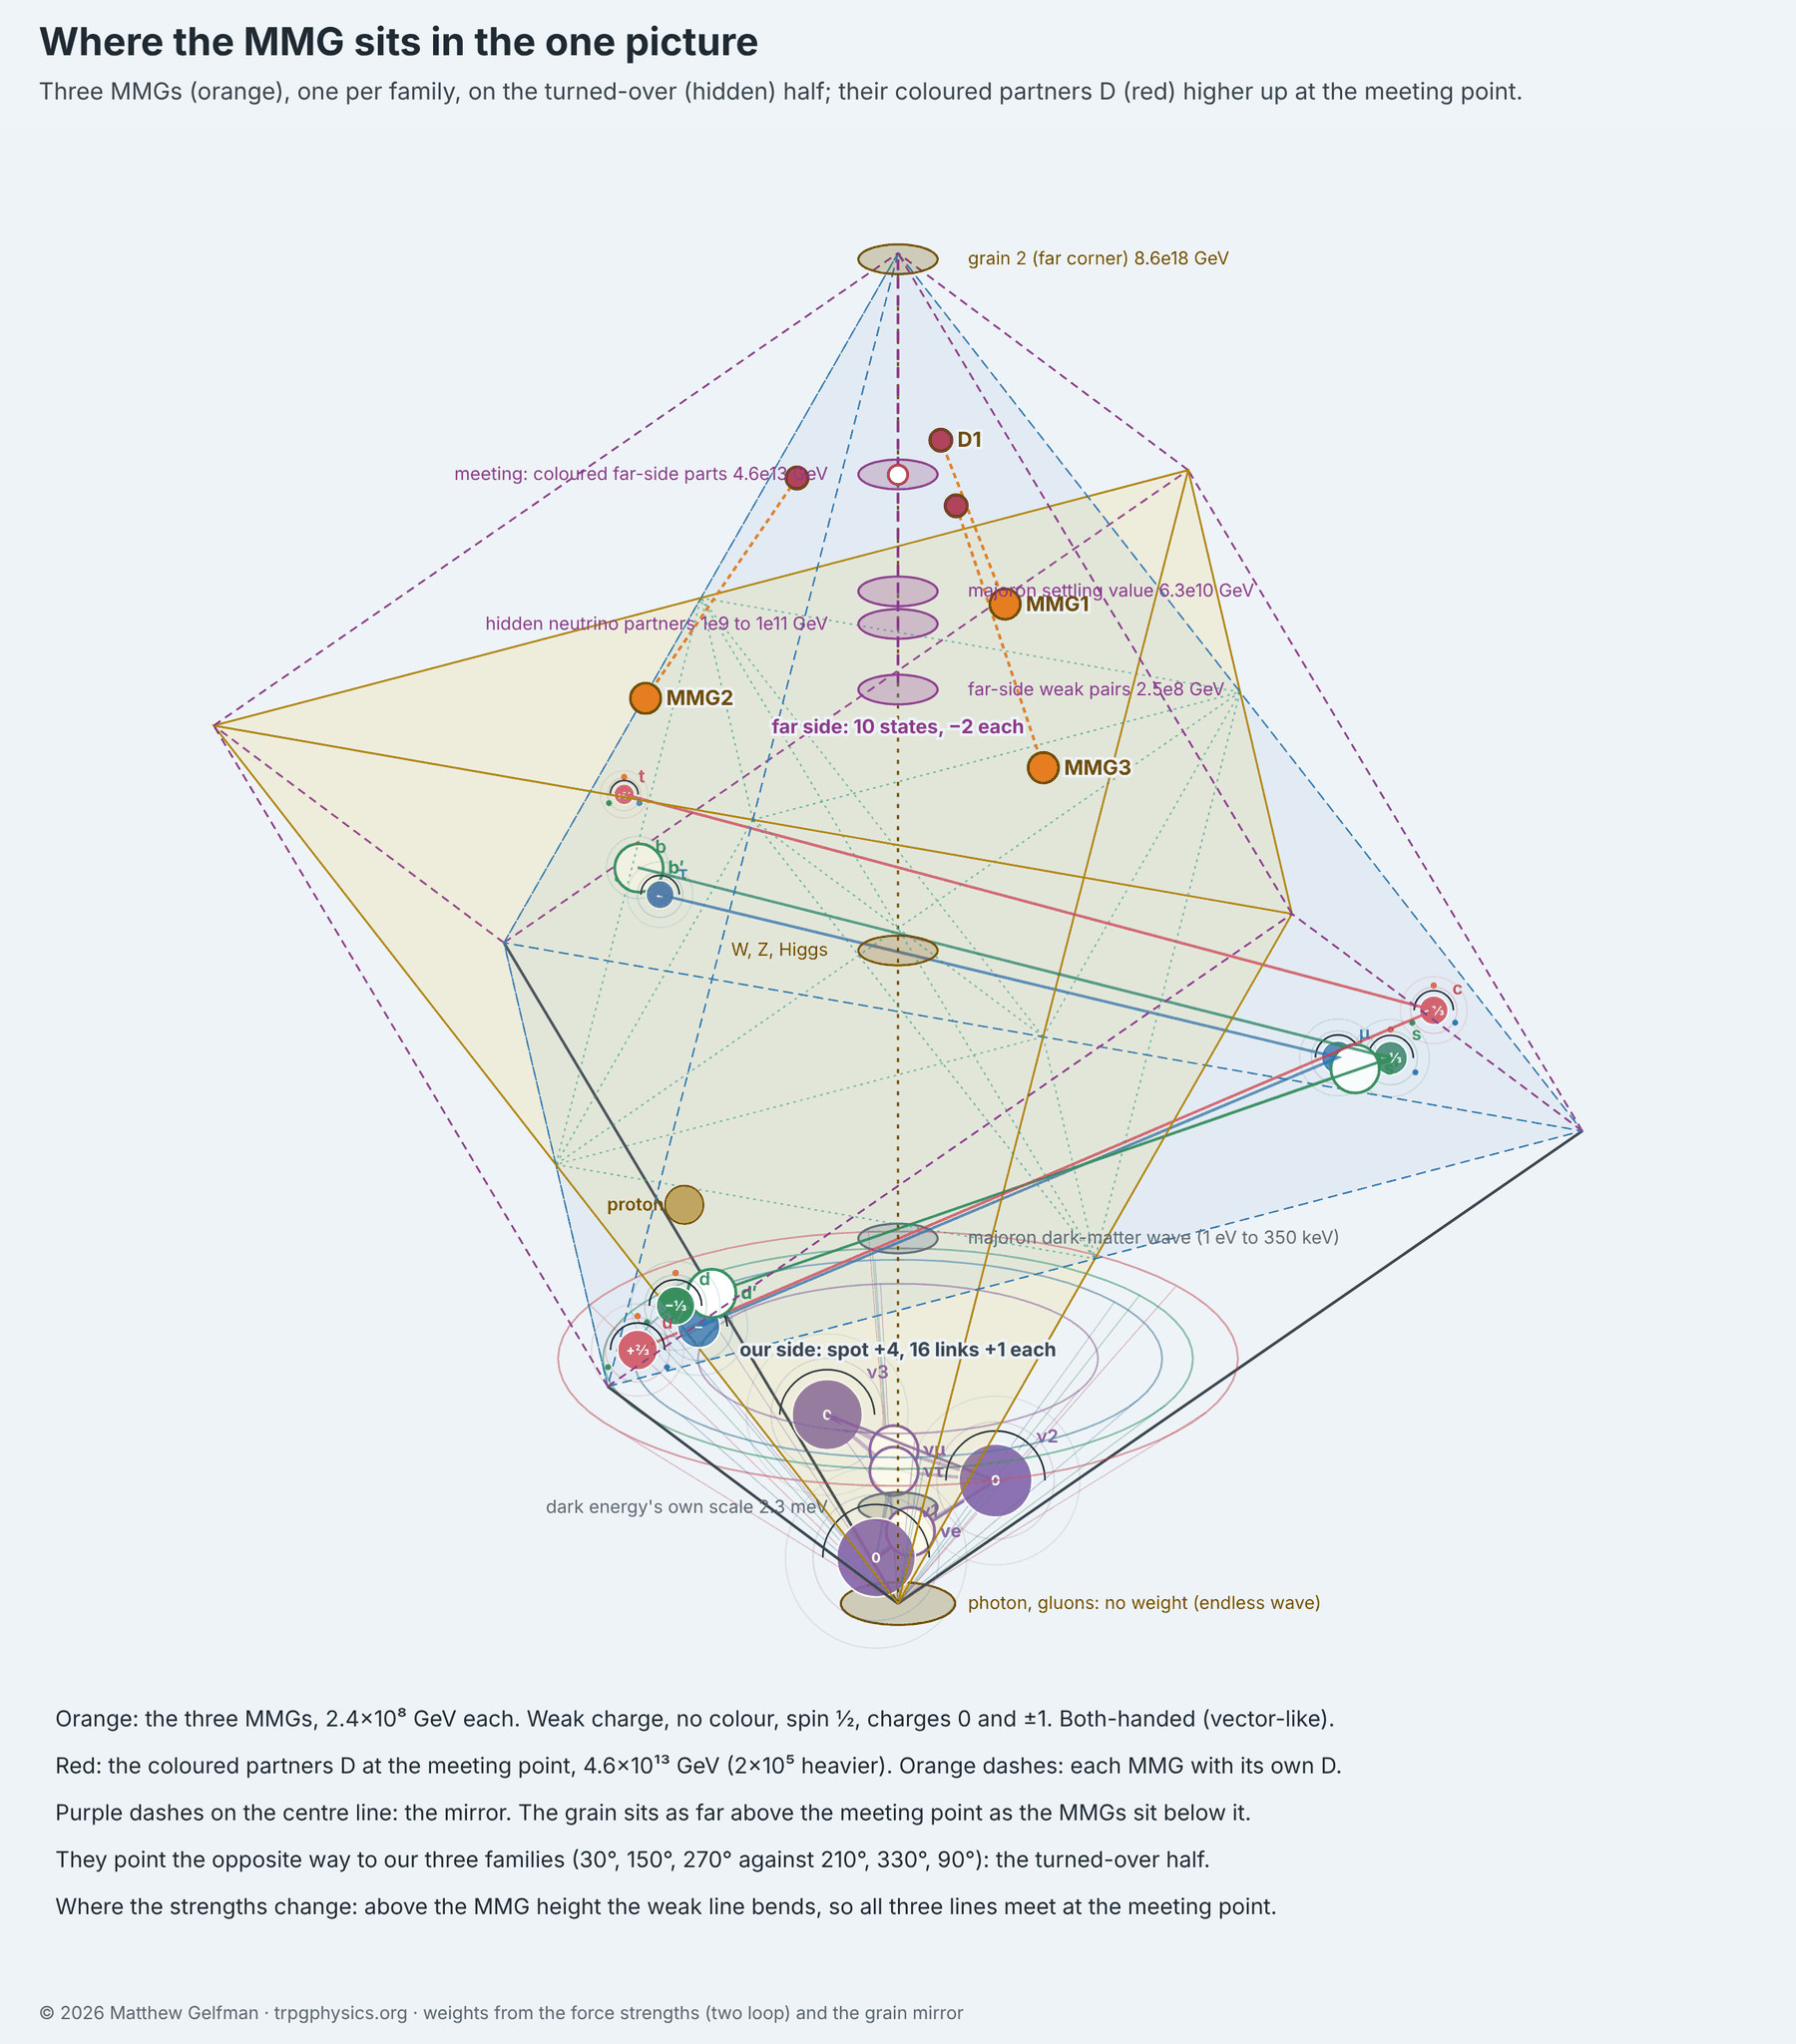 Where the MMG sits in the one picture
Three MMGs (orange), one per family, on the turned-over (hidden) half; their coloured partners D (red) higher up at the meeting point.
grain 2 (far corner) 8.6e18 GeV
D1
meeting: coloured far-side parts 4.6e13 GeV
majoron settling value 6.3e10 GeV
MMG1
hidden neutrino partners 1e9 to 1e11 GeV
far-side weak pairs 2.5e8 GeV
MMG2
far side: 10 states, −2 each
MMG3
t
b
b′
τ
W, Z, Higgs
c
μ
s
−⅓
proton
majoron dark-matter wave (1 eV to 350 keV)
d
d′
−⅓
u
+⅔
our side: spot +4, 16 links +1 each
ν3
0
νμ
ντ
ν2
0
dark energy's own scale 2.3 meV
ν1
νe
0
photon, gluons: no weight (endless wave)
Orange: the three MMGs, 2.4×10⁸ GeV each. Weak charge, no colour, spin ½, charges 0 and ±1. Both-handed (vector-like).
Red: the coloured partners D at the meeting point, 4.6×10¹³ GeV (2×10⁵ heavier). Orange dashes: each MMG with its own D.
Purple dashes on the centre line: the mirror. The grain sits as far above the meeting point as the MMGs sit below it.
They point the opposite way to our three families (30°, 150°, 270° against 210°, 330°, 90°): the turned-over half.
Where the strengths change: above the MMG height the weak line bends, so all three lines meet at the meeting point.
© 2026 Matthew Gelfman · trpgphysics.org · weights from the force strengths (two loop) and the grain mirror